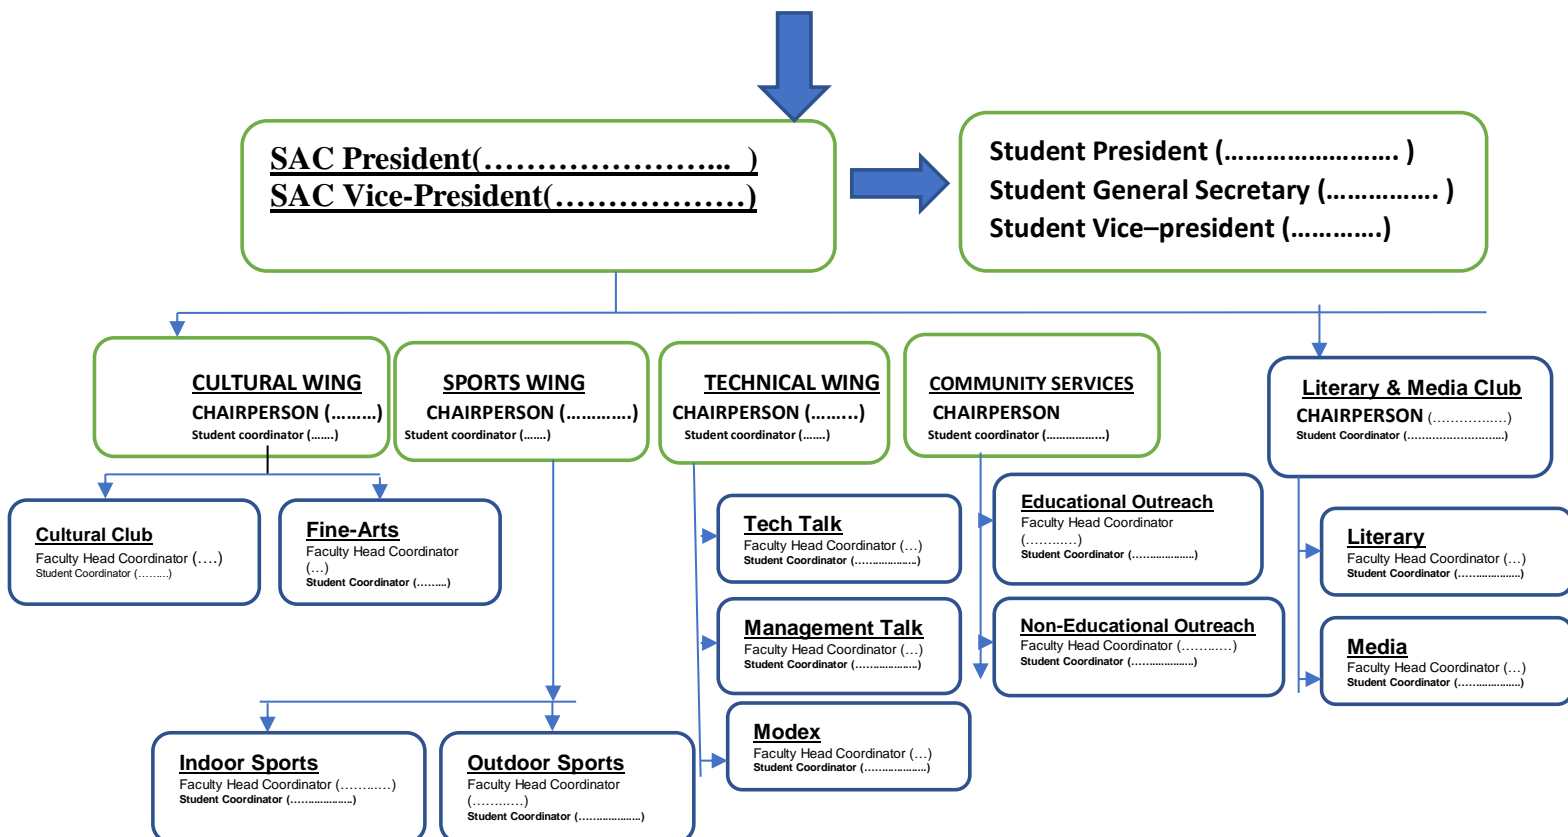 SAC President(…………………... )
SAC Vice-President(………………)
Student President (……………………. )
Student General Secretary (……………. )
Student Vice–president (………….)
CULTURAL WING
CHAIRPERSON (………)
Student coordinator (…….)
SPORTS WING
CHAIRPERSON (………….)
Student coordinator (…….)
TECHNICAL WING
CHAIRPERSON (……...)
Student coordinator (…….)
COMMUNITY SERVICES
CHAIRPERSON
Student coordinator (………………)
Literary & Media Club
CHAIRPERSON (…………….…)
Student Coordinator (………………………..)
Cultural Club
Faculty Head Coordinator (….)
Student Coordinator (………)
Fine-Arts
Faculty Head Coordinator
(…)
Student Coordinator (………)
Tech Talk
Faculty Head Coordinator (…)
Student Coordinator (…………………)
Management Talk
Faculty Head Coordinator (…)
Student Coordinator (…………………)
Modex
Faculty Head Coordinator (…)
Student Coordinator (…………………)
Educational Outreach
Faculty Head Coordinator
(…………)
Student Coordinator (…………………)
Non-Educational Outreach
Faculty Head Coordinator (…………)
Student Coordinator (…………………)
Literary
Faculty Head Coordinator (…)
Student Coordinator (…………………)
Media
Faculty Head Coordinator (…)
Student Coordinator (…………………)
Indoor Sports
Faculty Head Coordinator (…………)
Student Coordinator (…………………)
Outdoor Sports
Faculty Head Coordinator
(…………)
Student Coordinator (…………………)